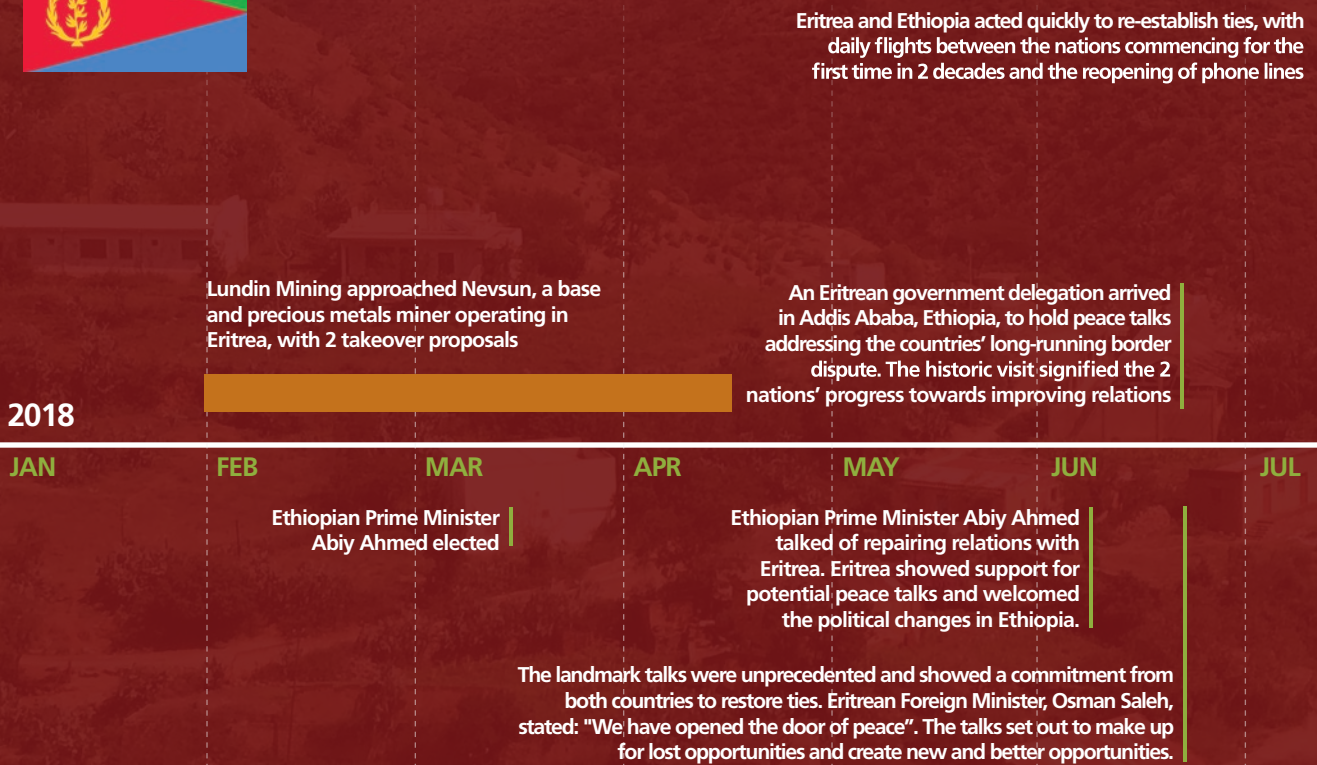 Eritrea and Ethiopia acted quickly to re-establish ties, with
daily flights between the nations commencing for the
first time in 2 decades and the reopening of phone lines
Lundin Mining approached Nevsun, a base
and precious metals miner operating in
Eritrea, with 2 takeover proposals
An Eritrean government delegation arrived
in Addis Ababa, Ethiopia, to hold peace talks
addressing the countries’ long-running border
dispute. The historic visit signified the 2
nations’ progress towards improving relations
2018
JAN FEB MAR APR MAY JUN JUL
Ethiopian Prime Minister
Abiy Ahmed elected
Ethiopian Prime Minister Abiy Ahmed
talked of repairing relations with
Eritrea. Eritrea showed support for
potential peace talks and welcomed
the political changes in Ethiopia.
The landmark talks were unprecedented and showed a commitment from
both countries to restore ties. Eritrean Foreign Minister, Osman Saleh,
stated: "We have opened the door of peace”. The talks set out to make up
for lost opportunities and create new and better opportunities.